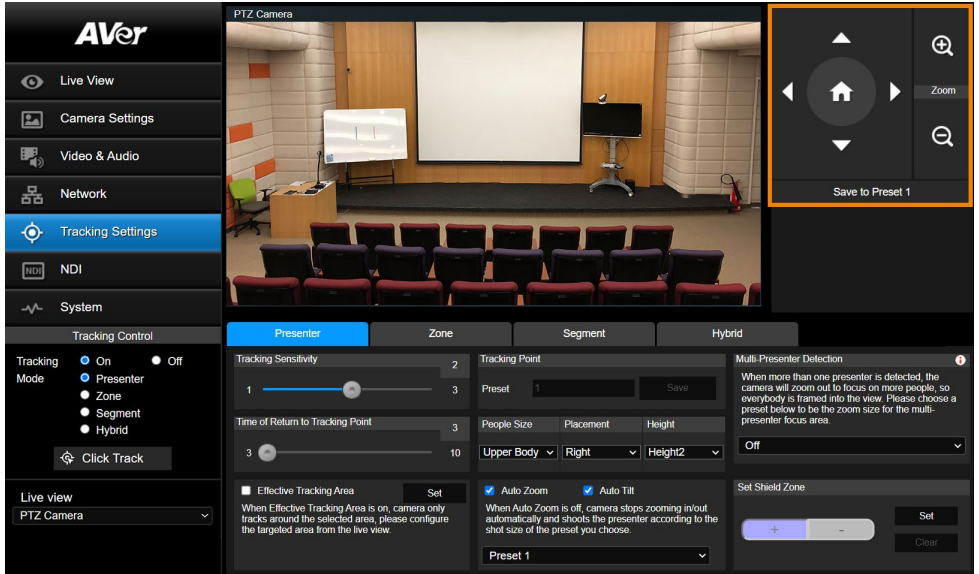 AVer
Live View
Camera Settings
Video & Audio
Network
Tracking Settings
NDI
NDI
System
Tracking Control
Tracking
On
Off
Mode
Presenter
Zone
Segment
Hybrid
Click Track
Live view
PTZ Camera
PTZ Camera
Zoom
Save to Preset 1
Presenter
Zone
Segment
Hybrid
Tracking Sensitivity
2
1
3
Time of Return to Tracking Point
3
3
10
Effective Tracking Area
Set
When Effective Tracking Area is on, camera only
tracks around the selected area, please configure
the targeted area from the live view.
Tracking Point
Preset
1
Save
People Size
Placement
Height
Upper Body
Right
Height2
Auto Zoom
Auto Tilt
When Auto Zoom is off, camera stops zooming in/out
automatically and shoots the presenter according to the
shot size of the preset you choose.
Preset 1
Multi-Presenter Detection
When more than one presenter is detected, the
camera will zoom out to focus on more people, so
everybody is framed into the view. Please choose a
preset below to be the zoom size for the multi-
presenter focus area.
Off
Set Shield Zone
+
-
Set
Clear